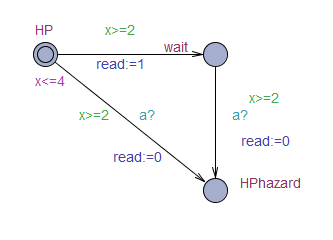 HP
x>=2
wait
read:=1
x<=4
x>=2
a?
read:=0
x>=2
a?
read:=0
HPhazard